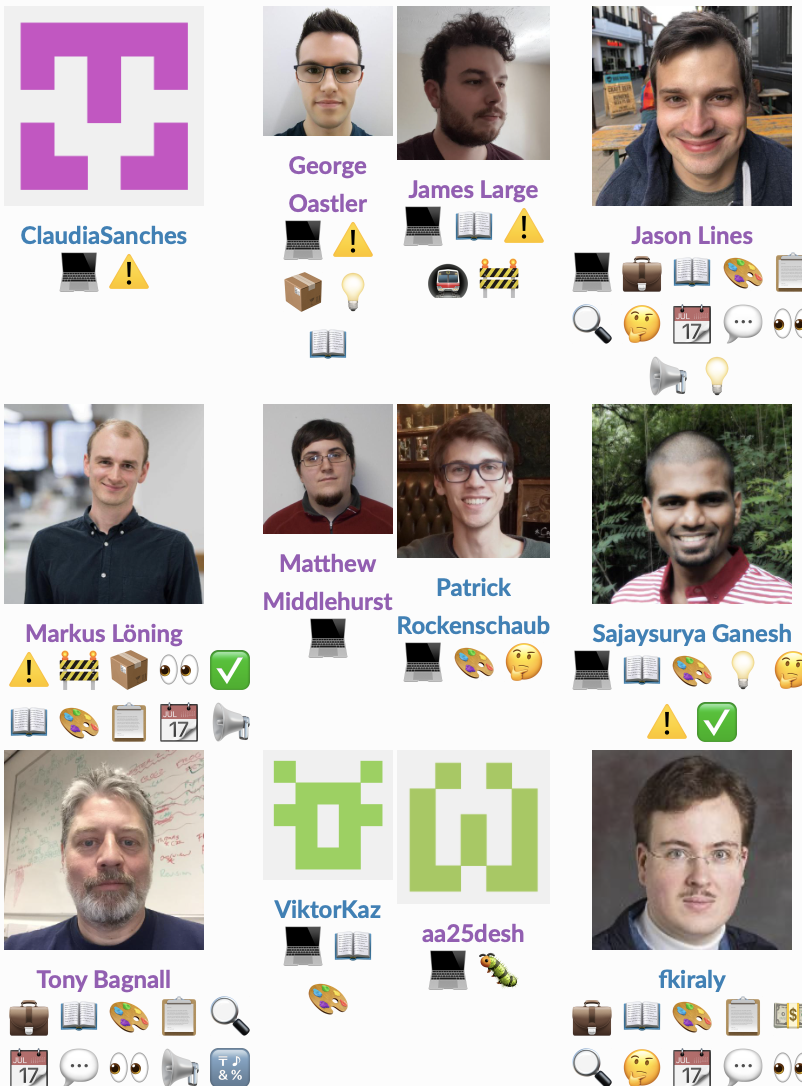 ClaudiaSanches
George
Oastler
James Large
Jason Lines
Markus Löning
Matthew
Middlehurst
Patrick
Rockenschaub
Sajaysurya Ganesh
Tony Bagnall
ViktorKaz
aa25desh
fkiraly